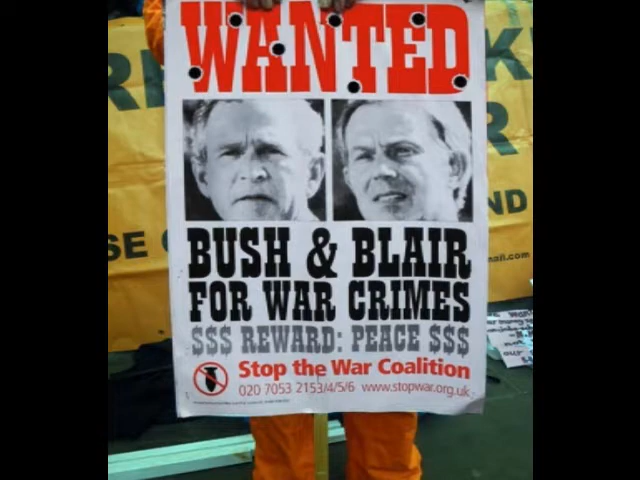 WANTED
BUSH & BLAIR
FOR WAR CRIMES
$$$ REWARD: PEACE $$$
Stop the War Coalition
020 7053 2153/4/5/6 www.stopwar.org.uk